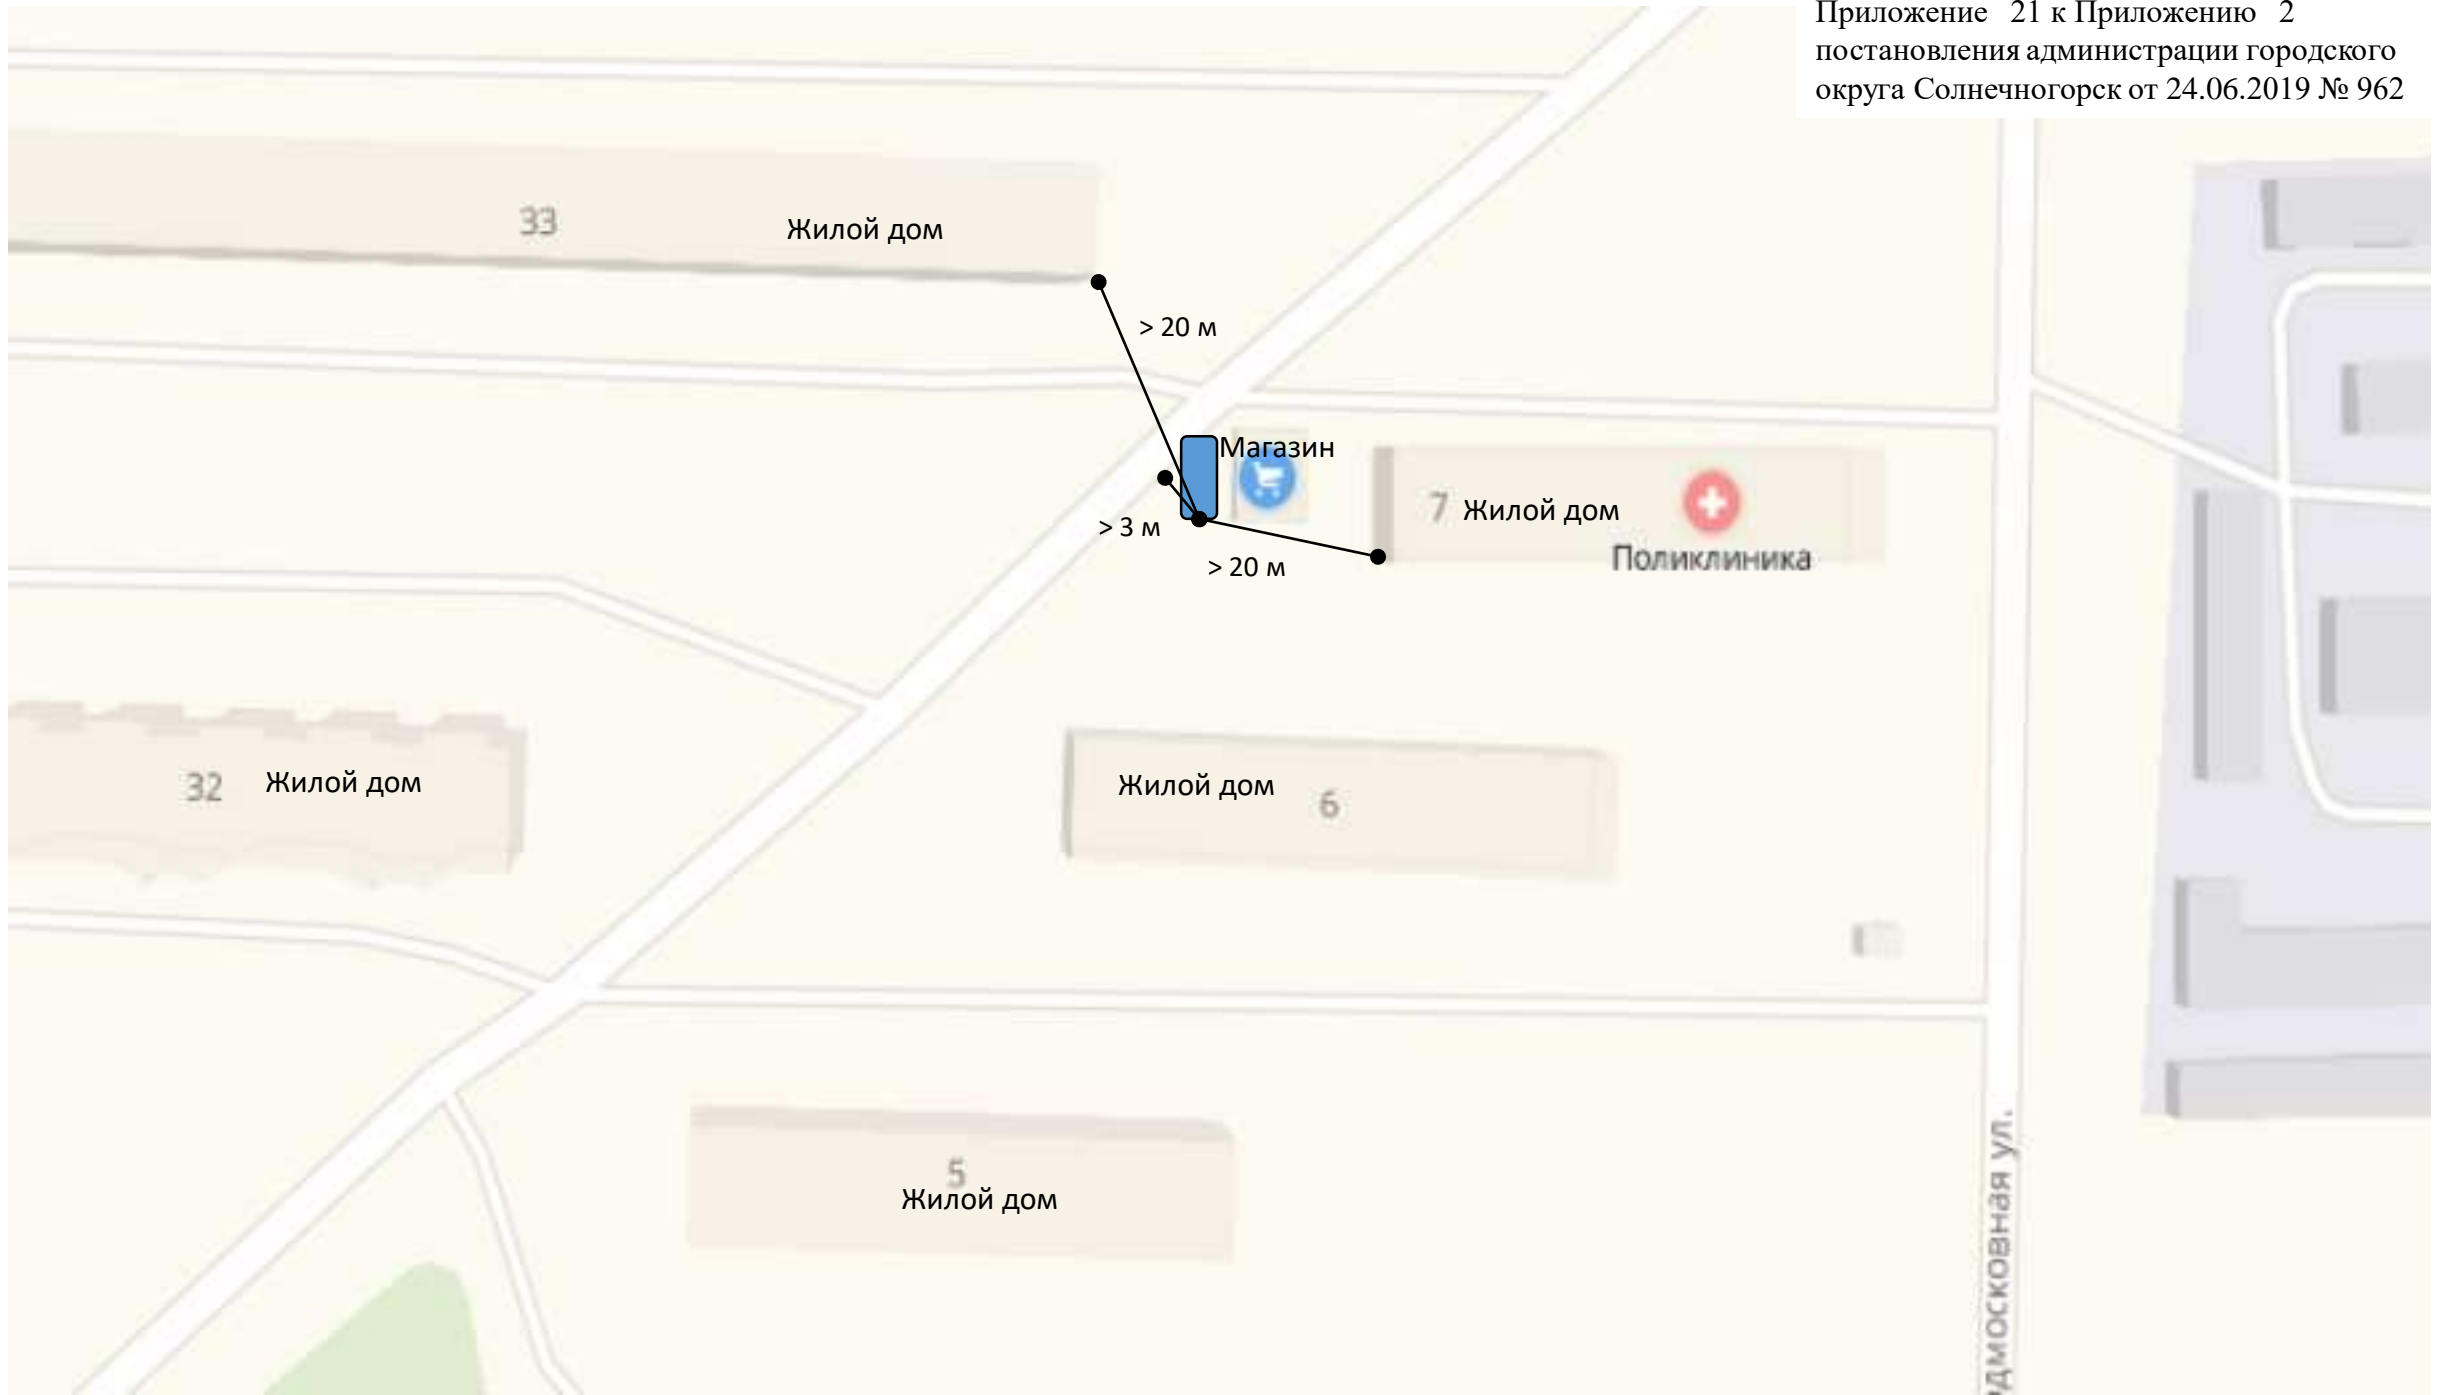 Приложение 21 к Приложению 2
постановления администрации городского
округа Солнечногорск от 24.06.2019 № 962
33
Жилой дом
> 20 м
Магазин
> 3 м
> 20 м
7
Жилой дом
Поликлиника
32
Жилой дом
Жилой дом
6
5
Жилой дом
ул.